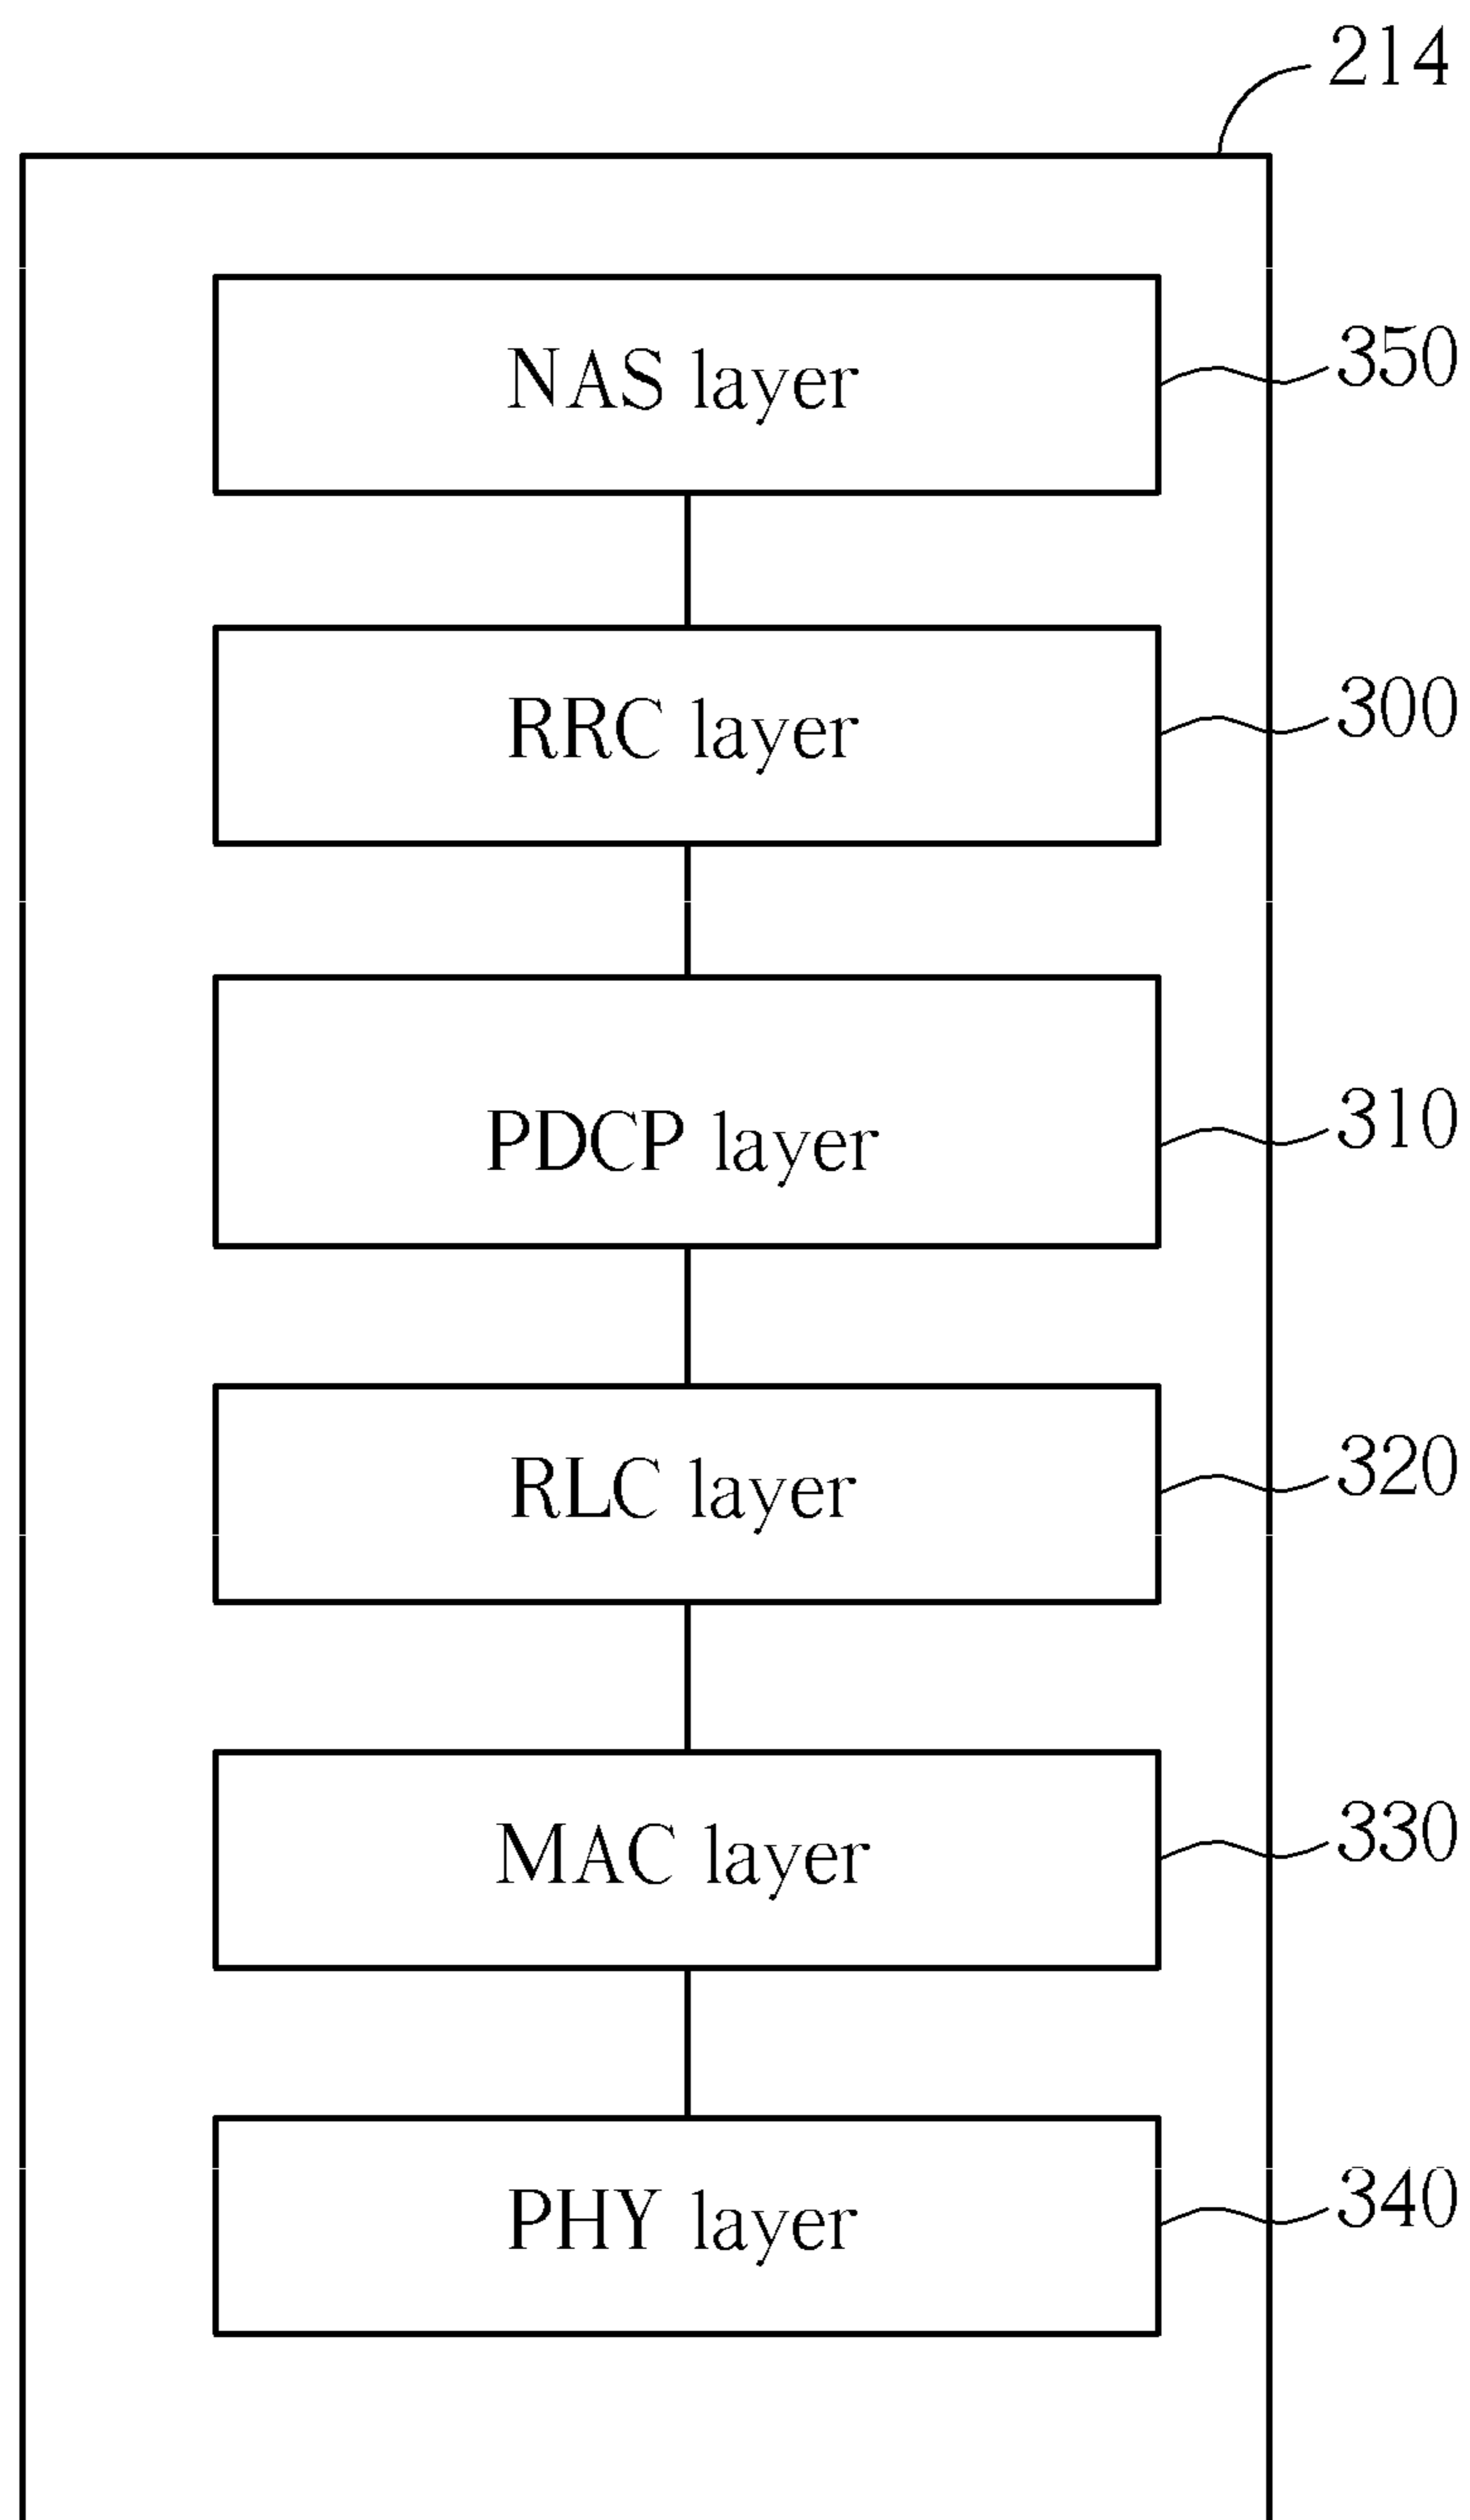 214
NAS layer 350
RRC layer 300
PDCP layer 310
RLC layer 320
MAC layer 330
PHY layer 340